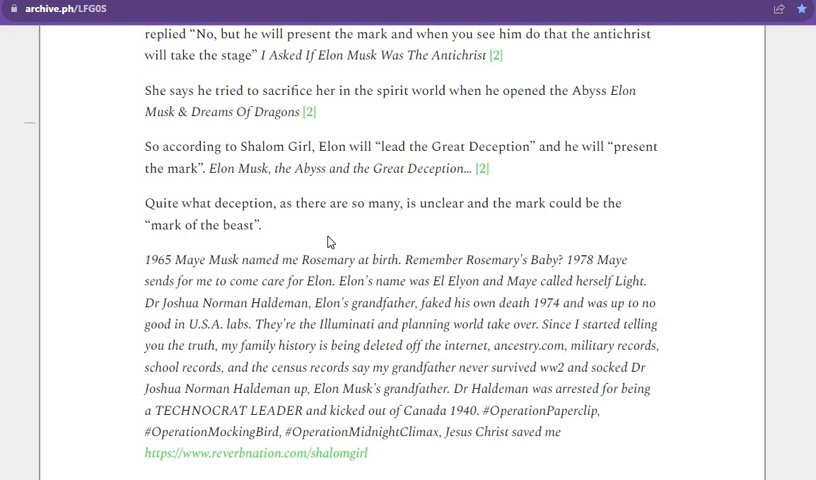 archive.ph/LFG0S
replied “No, but he will present the mark and when you see him do that the antichrist
will take the stage” I Asked If Elon Musk Was The Antichrist [2]
She says he tried to sacrifice her in the spirit world when he opened the Abyss Elon
Musk & Dreams Of Dragons [2]
So according to Shalom Girl, Elon will “lead the Great Deception” and he will “present
the mark”. Elon Musk, the Abyss and the Great Deception... [2]
Quite what deception, as there are so many, is unclear and the mark could be the
“mark of the beast”.
1965 Maye Musk named me Rosemary at birth. Remember Rosemary's Baby? 1978 Maye
sends for me to come care for Elon. Elon's name was El Elyon and Maye called herself Light.
Dr Joshua Norman Haldeman, Elon's grandfather, faked his own death 1974 and was up to no
good in U.S.A. labs. They're the Illuminati and planning world take over. Since I started telling
you the truth, my family history is being deleted off the internet, ancestry.com, military records,
school records, and the census records say my grandfather never survived ww2 and socked Dr
Joshua Norman Haldeman up, Elon Musk's grandfather. Dr Haldeman was arrested for being
a TECHNOCRAT LEADER and kicked out of Canada 1940. #OperationPaperclip,
#OperationMockingBird, #OperationMidnightClimax, Jesus Christ saved me
https://www.reverbnation.com/shalomgirl